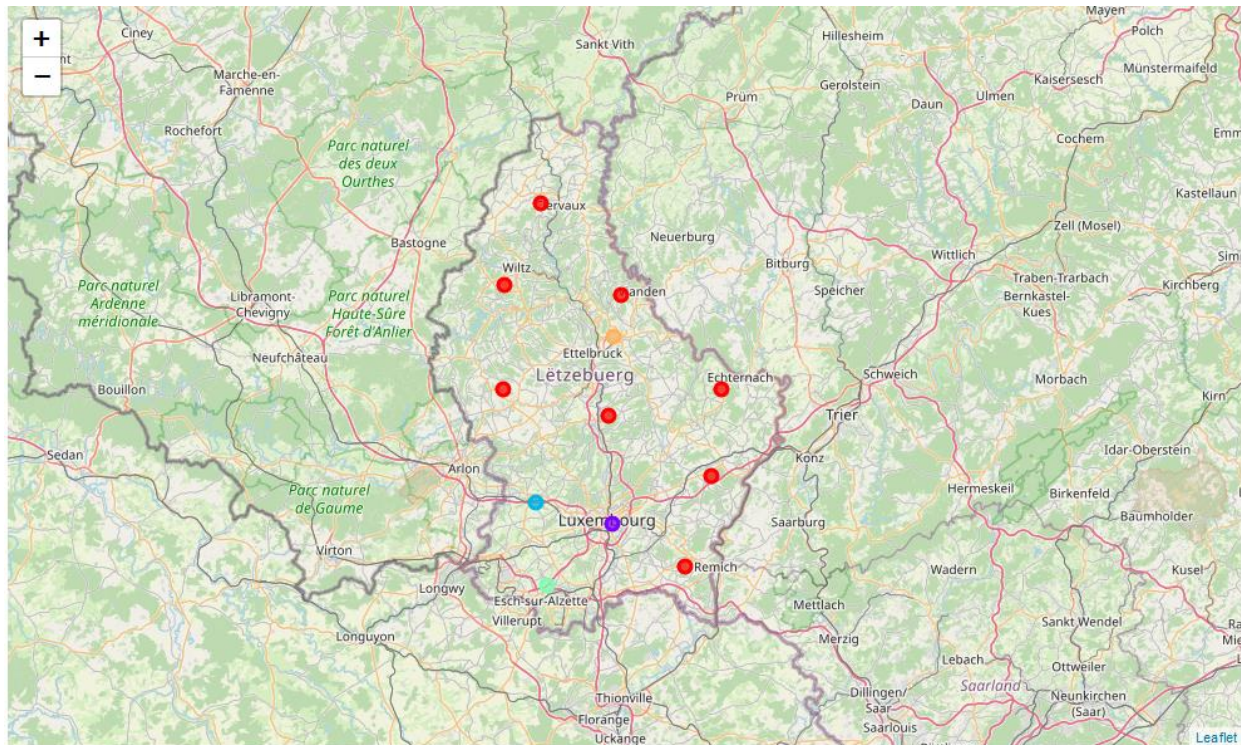 +
−
Mayen
Ciney
Hillesheim
Polch
Sankt Vith
Münstermaifeld
Marche-en-
Famenne
Kaisersesch
Gerolstein
Prüm
Daun
Ulmen
Rochefort
Cochem
Parc naturel
des deux
Ourthes
Kastellaun
Zell (Mosel)
Neuerburg
Bastogne
Wittlich
Bitburg
Wiltz
Traben-Trarbach
Kirchberg
Speicher
Bernkastel-
Kues
Parc naturel
Ardenne
méridionale
Libramont-
Chevigny
Parc naturel
Haute-Sûre
Forêt d'Anlier
Neufchâteau
Ettelbruck
Lëtzebuerg
Echternach
Schweich
Morbach
Bouillon
Kirn
Trier
Idar-Oberstein
Sedan
Konz
Arlon
Hermeskeil
Birkenfeld
Parc naturel
de Gaume
Baumholder
Luxembourg
Saarburg
Virton
Remich
Wadern
Kusel
Longwy
Esch-sur-Alzette
Villerupt
Mettlach
Sankt Wendel
Longuyon
Merzig
Lebach
Ottweiler
Saarland
Thionville
Dillingen/
Saar
Neunkirchen
(Saar)
Florange
Saarlouis
Uckange
Leaflet